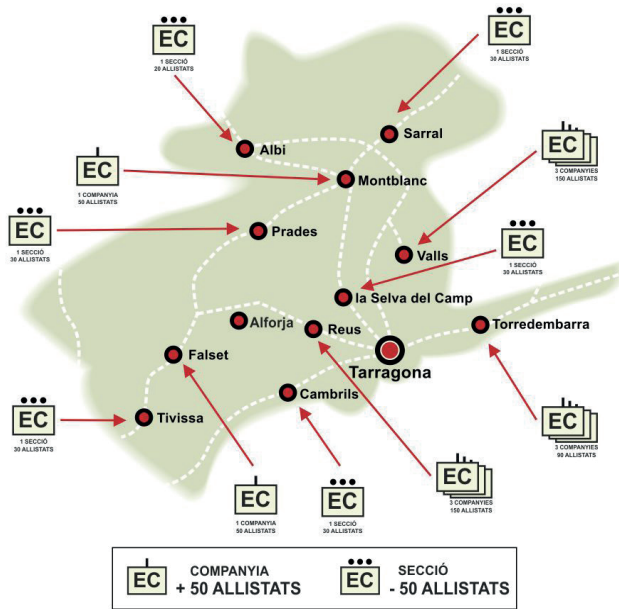 EC
1 SECCIÓ
20 ALLISTATS
EC
1 SECCIÓ
30 ALLISTATS
Albi
Sarral
EC
3 COMPANYIES
150 ALLISTATS
EC
1 COMPANYIA
50 ALLISTATS
Montblanc
EC
1 SECCIÓ
30 ALLISTATS
Prades
Valls
EC
1 SECCIÓ
30 ALLISTATS
la Selva del Camp
Alforja
Reus
Torredembarra
Falset
Tarragona
Cambrils
EC
1 SECCIÓ
30 ALLISTATS
Tivissa
EC
3 COMPANYIES
90 ALLISTATS
EC
1 COMPANYIA
50 ALLISTATS
EC
1 SECCIÓ
30 ALLISTATS
EC
3 COMPANYIES
150 ALLISTATS
EC
COMPANYIA
+ 50 ALLISTATS
EC
SECCIÓ
- 50 ALLISTATS